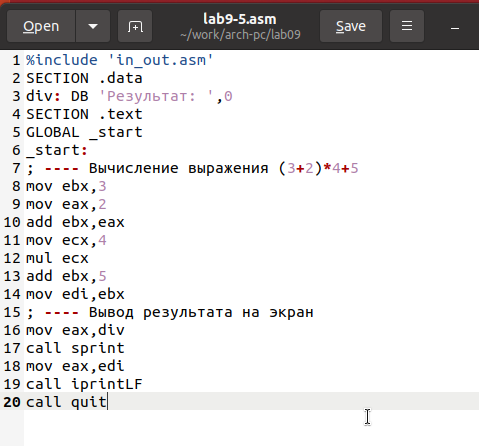 Open
lab9-5.asm
~/work/arch-pc/lab09
Save
1 %include 'in_out.asm'
2 SECTION .data
3 div: DB 'Результат: ',0
4 SECTION .text
5 GLOBAL _start
6 _start:
7 ; ---- Вычисление выражения (3+2)*4+5
8 mov ebx,3
9 mov eax,2
10 add ebx,eax
11 mov ecx,4
12 mul ecx
13 add ebx,5
14 mov edi,ebx
15 ; ---- Вывод результата на экран
16 mov eax,div
17 call sprint
18 mov eax,edi
19 call iprintLF
20 call quit